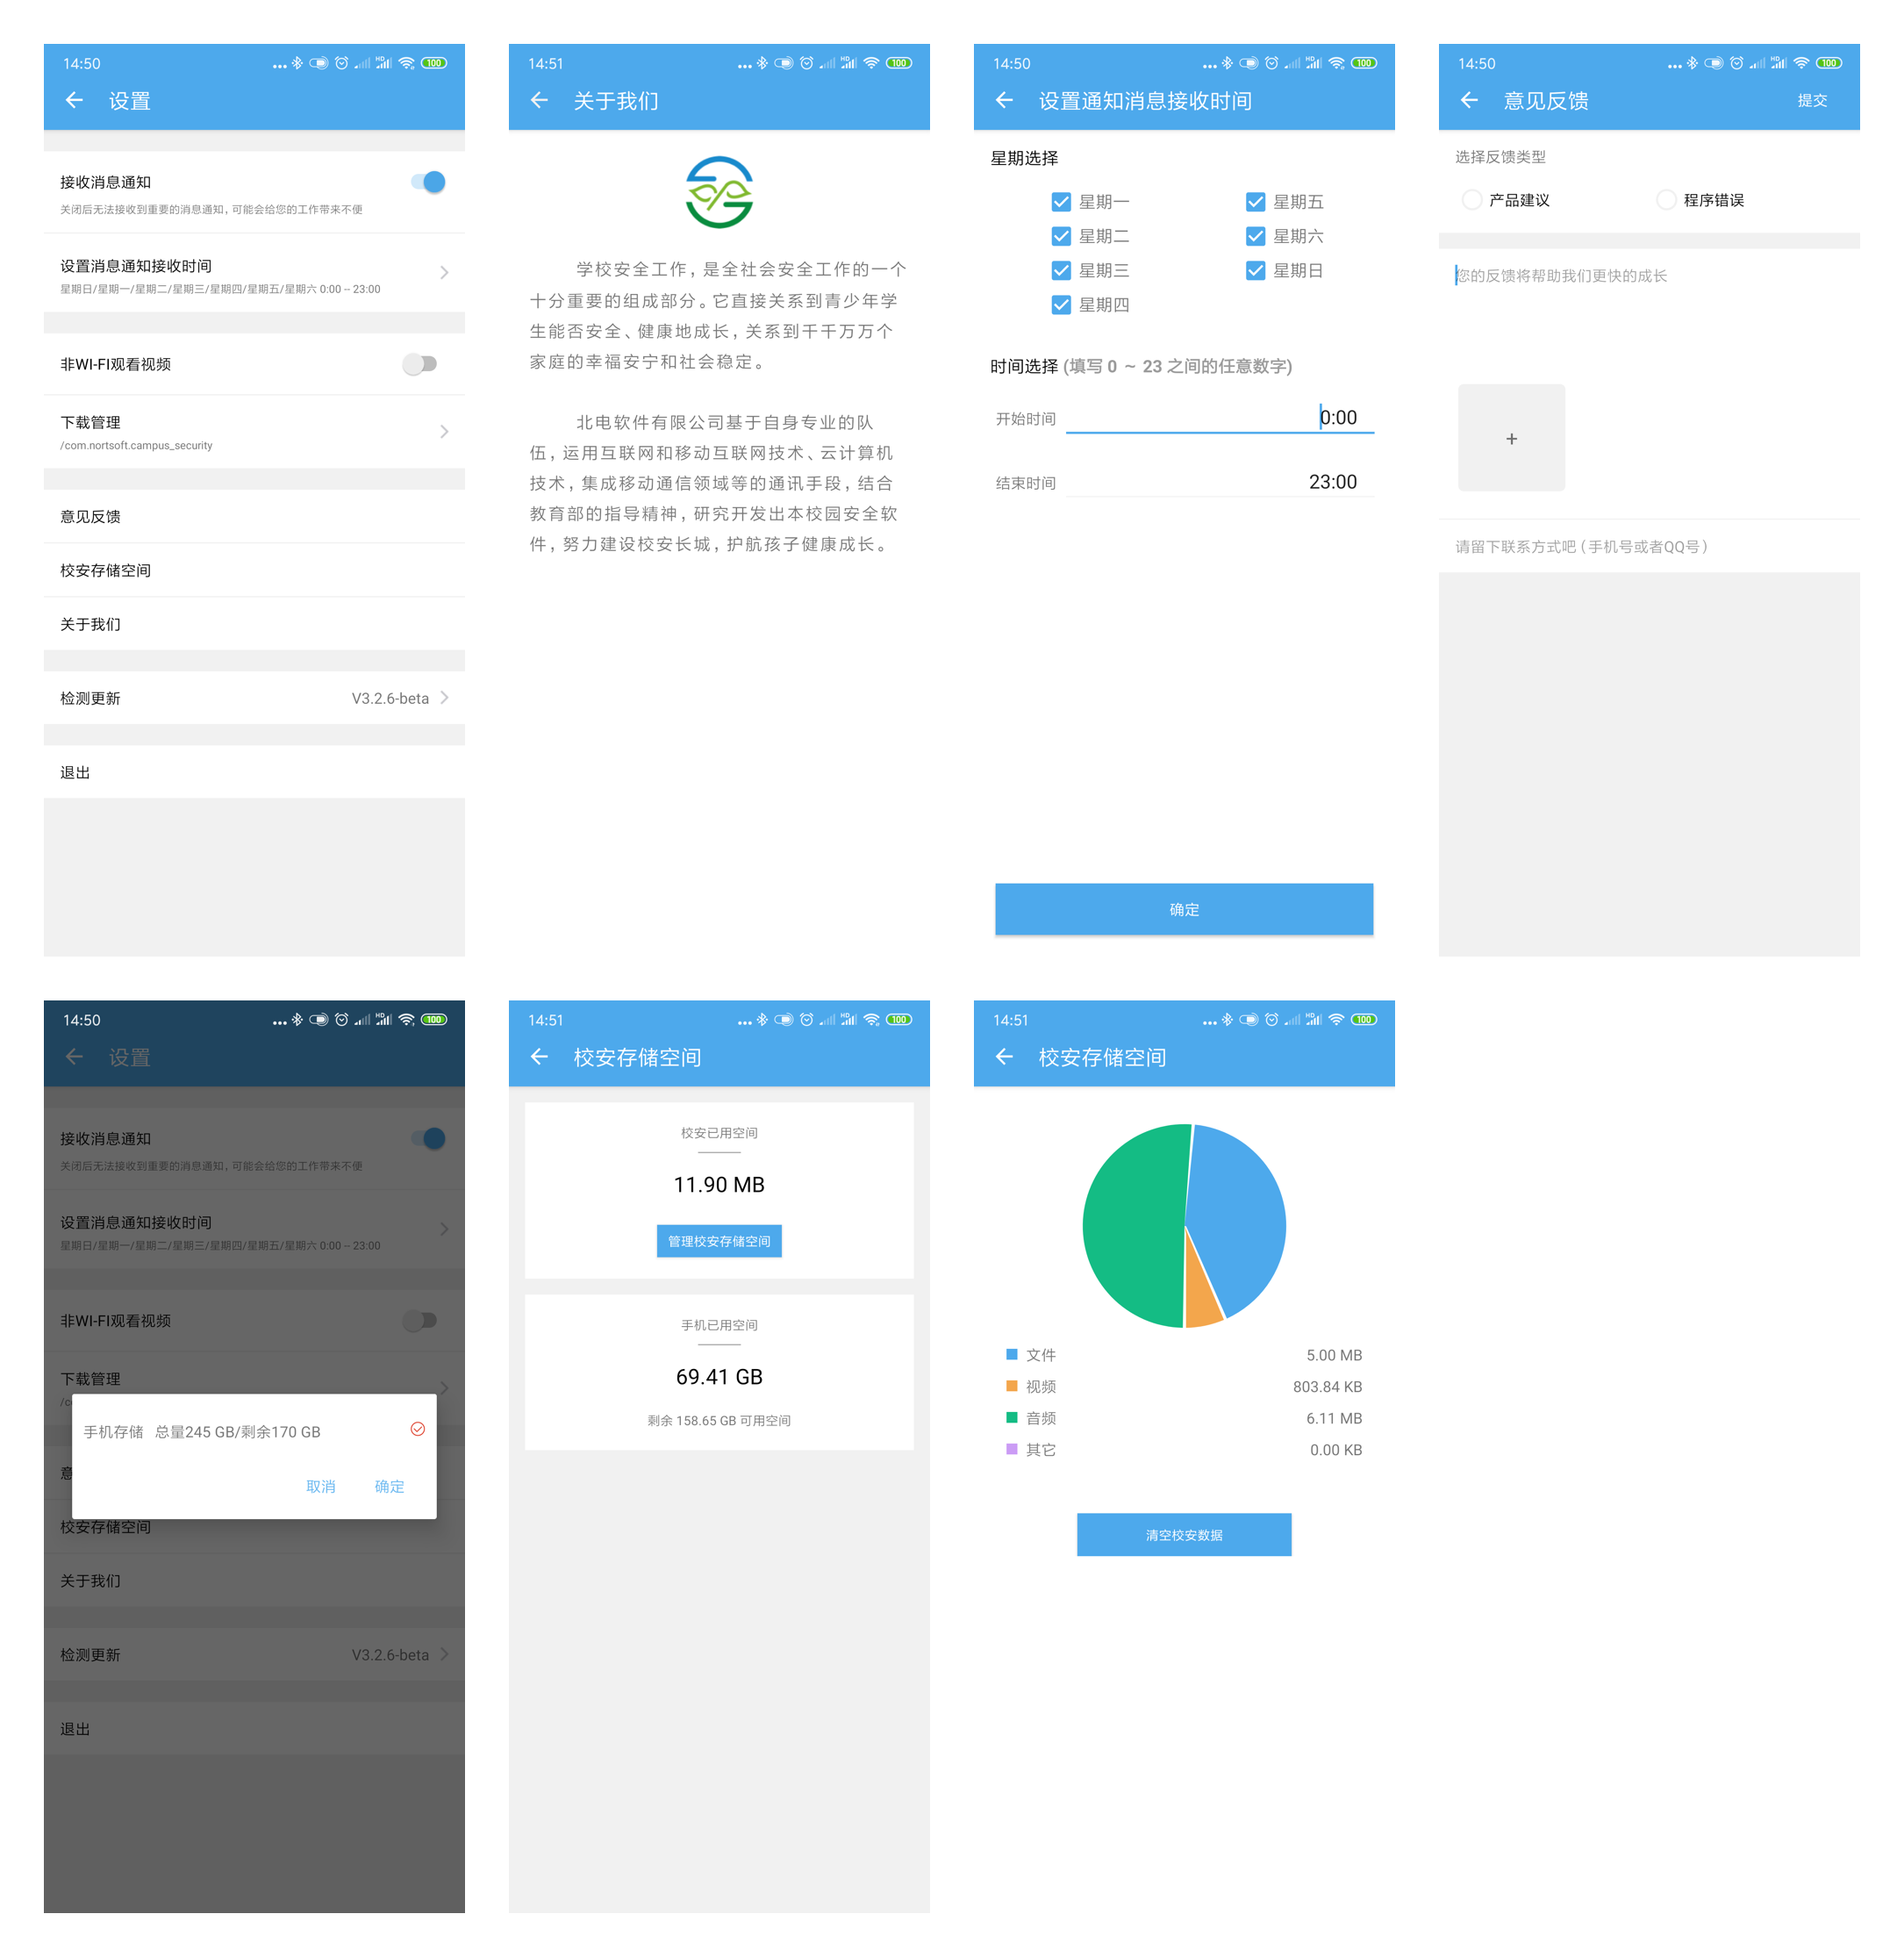 14:50
HD
100
设置
接收消息通知
关闭后无法接收到重要的消息通知，可能会给您的工作带来不便
设置消息通知接收时间
星期日/星期一/星期二/星期三/星期四/星期五/星期六 0:00 -- 23:00
非WI-FI观看视频
下载管理
/com.nortsoft.campus_security
意见反馈
校安存储空间
关于我们
检测更新
V3.2.6-beta
退出
14:51
HD
100
关于我们
学校安全工作，是全社会安全工作的一个
十分重要的组成部分。它直接关系到青少年学
生能否安全、健康地成长，关系到千千万万个
家庭的幸福安宁和社会稳定。
北电软件有限公司基于自身专业的队
伍，运用互联网和移动互联网技术、云计算机
技术，集成移动通信领域等的通讯手段，结合
教育部的指导精神，研究开发出本校园安全软
件，努力建设校安长城，护航孩子健康成长。
14:50
HD
100
设置通知消息接收时间
星期选择
星期一
星期五
星期二
星期六
星期三
星期日
星期四
时间选择 (填写 0 ~ 23 之间的任意数字)
开始时间
0:00
结束时间
23:00
确定
14:50
HD
100
意见反馈
提交
选择反馈类型
产品建议
程序错误
您的反馈将帮助我们更快的成长
+
请留下联系方式吧（手机号或者QQ号）
14:50
HD
100
设置
接收消息通知
关闭后无法接收到重要的消息通知，可能会给您的工作带来不便
设置消息通知接收时间
星期日/星期一/星期二/星期三/星期四/星期五/星期六 0:00 -- 23:00
非WI-FI观看视频
下载管理
/c
手机存储 总量245 GB/剩余170 GB
意
取消
确定
校安存储空间
关于我们
检测更新
V3.2.6-beta
退出
14:51
HD
100
校安存储空间
校安已用空间
11.90 MB
管理校安存储空间
手机已用空间
69.41 GB
剩余 158.65 GB 可用空间
14:51
HD
100
校安存储空间
文件
5.00 MB
视频
803.84 KB
音频
6.11 MB
其它
0.00 KB
清空校安数据